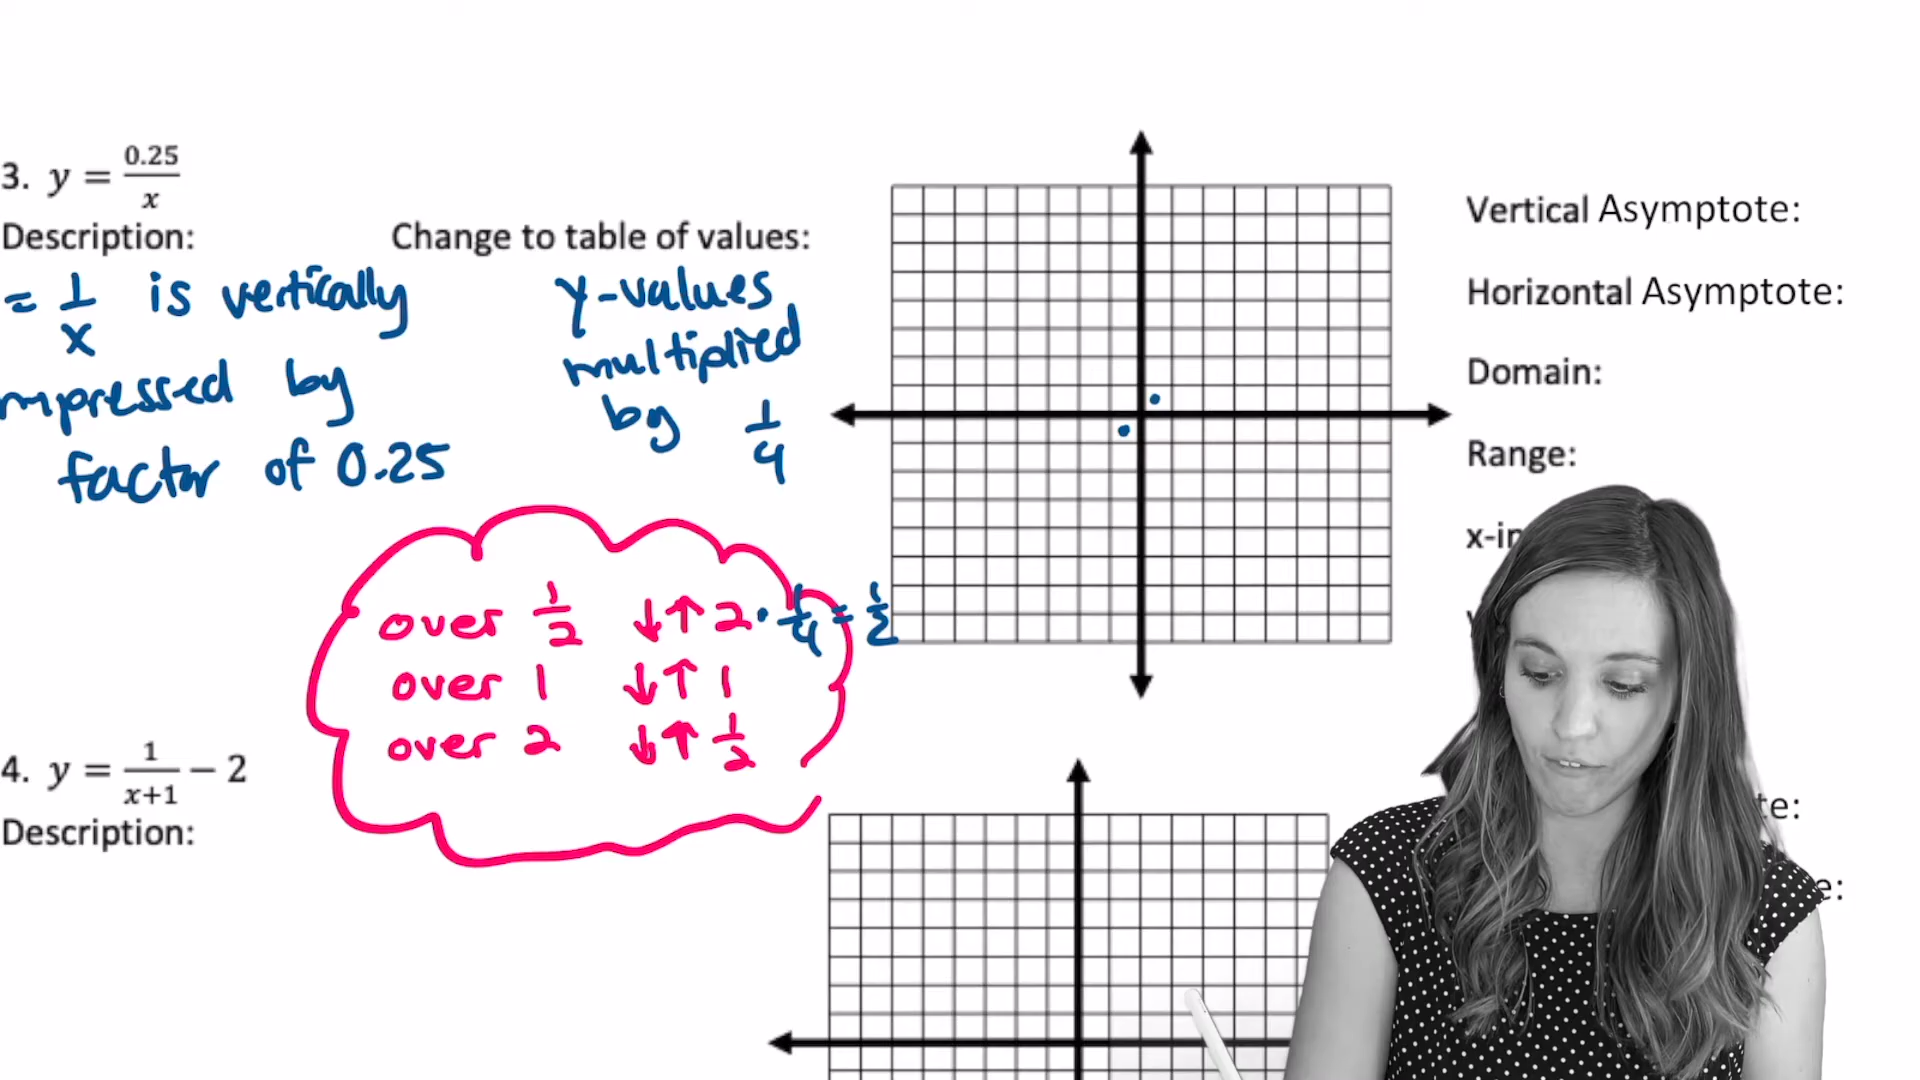 3. y = 0.25/x
Description:
Change to table of values:
= 1/x is vertically
mpressed by
factor of 0.25
y-values
multiplied
by 1/4
over 1/2 ↓↑ 2 · 1/4 = 1/2
over 1 ↓↑ 1
over 2 ↓↑ 1/2
Vertical Asymptote:
Horizontal Asymptote:
Domain:
Range:
x-in
4. y = 1/(x+1) − 2
Description:
te:
e: